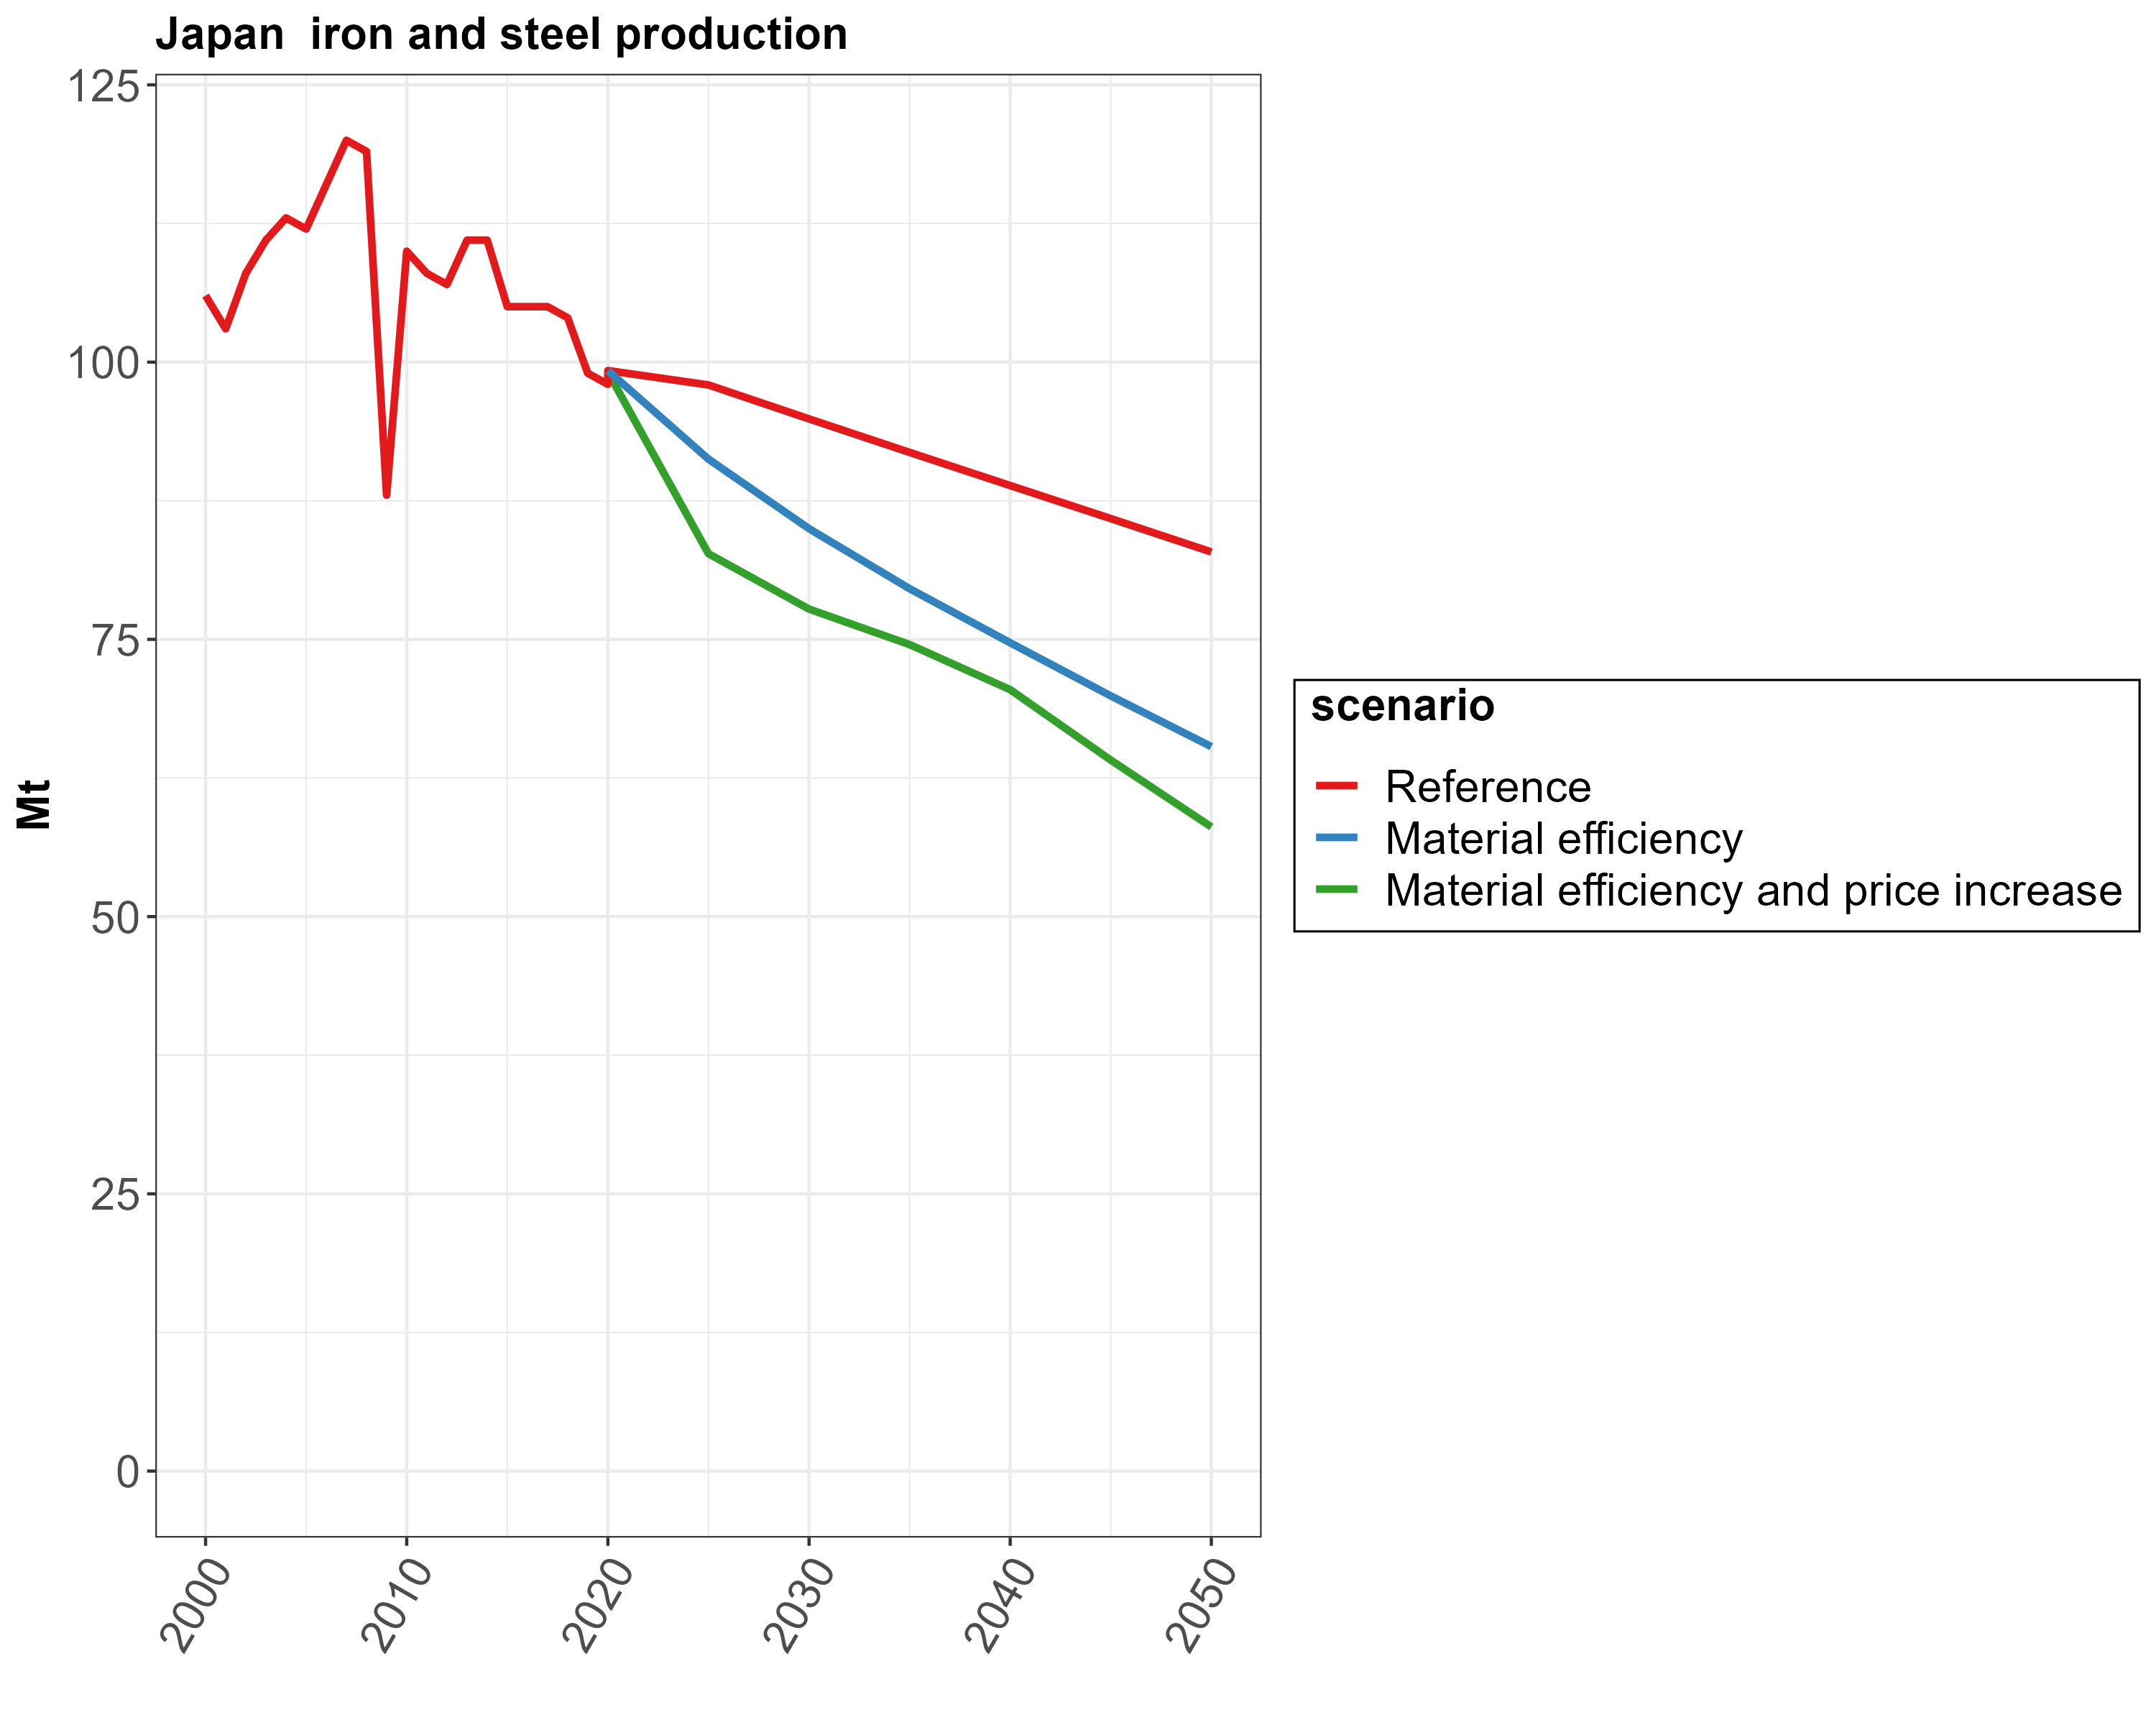 Japan  iron and steel production
125
100
75
50
25
0
Mt
2000
2010
2020
2030
2040
2050
scenario
Reference
Material efficiency
Material efficiency and price increase